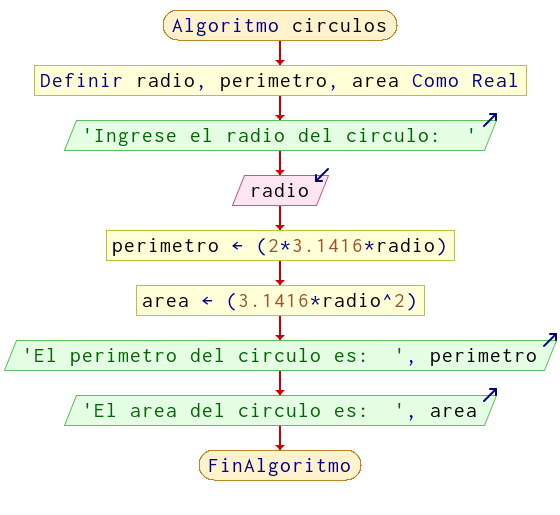 Algoritmo circulos
Definir radio, perimetro, area Como Real
'Ingrese el radio del circulo:  '
radio
perimetro ← (2*3.1416*radio)
area ← (3.1416*radio^2)
'El perimetro del circulo es:  ', perimetro
'El area del circulo es:  ', area
FinAlgoritmo